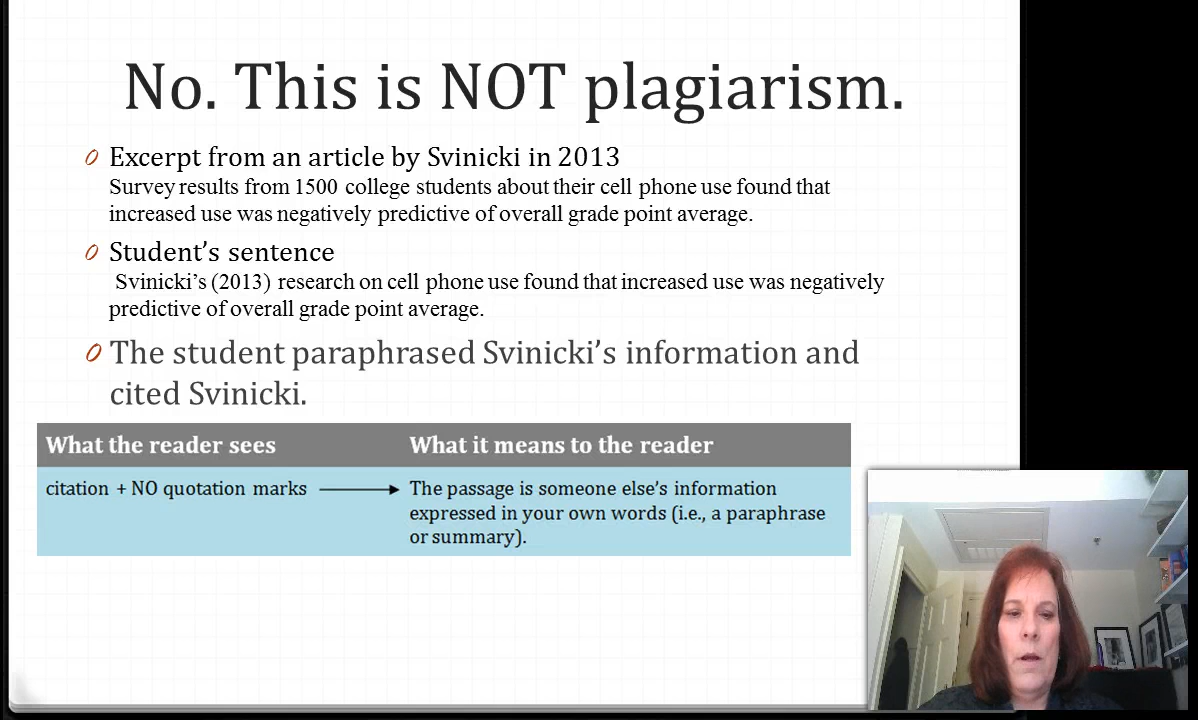 No. This is NOT plagiarism.
Excerpt from an article by Svinicki in 2013
Survey results from 1500 college students about their cell phone use found that
increased use was negatively predictive of overall grade point average.
Student’s sentence
Svinicki’s (2013) research on cell phone use found that increased use was negatively
predictive of overall grade point average.
The student paraphrased Svinicki’s information and
cited Svinicki.
What the reader sees What it means to the reader
citation + NO quotation marks The passage is someone else’s information
expressed in your own words (i.e., a paraphrase
or summary).